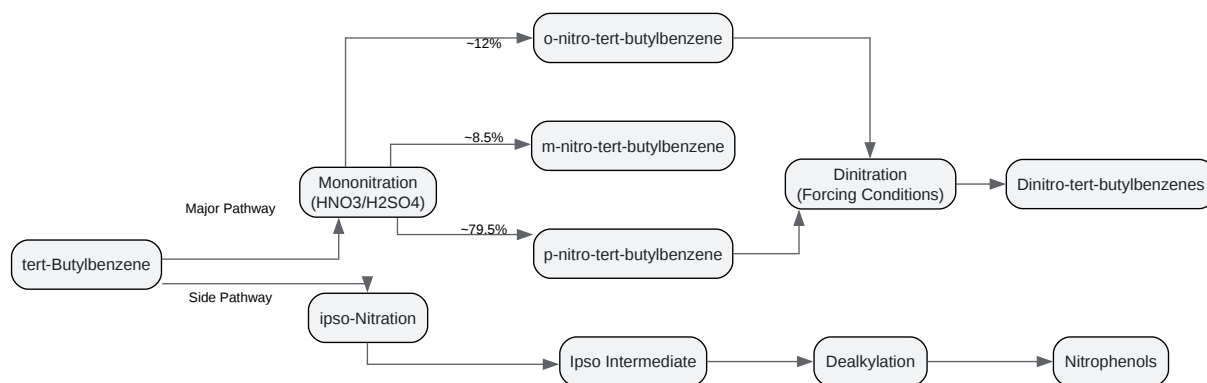 o-nitro-tert-butylbenzene
~12%
~8.5%
m-nitro-tert-butylbenzene
Mononitration
(HNO3/H2SO4)
Dinitration
(Forcing Conditions)
Dinitro-tert-butylbenzenes
Major Pathway
~79.5%
p-nitro-tert-butylbenzene
tert-Butylbenzene
Side Pathway
ipso-Nitration
Ipso Intermediate
Dealkylation
Nitrophenols